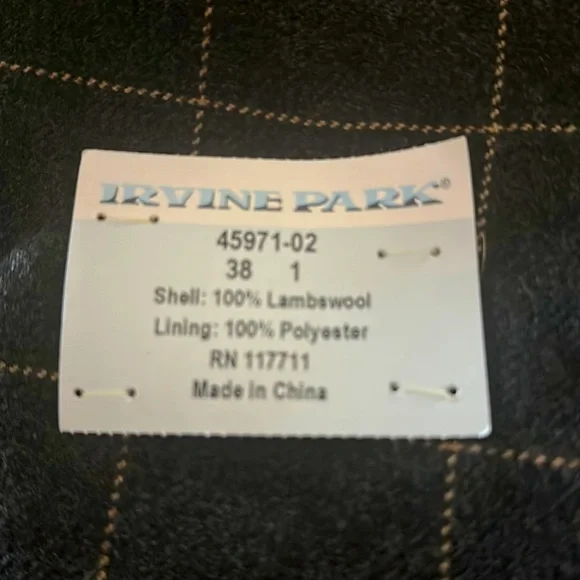 IRVINE PARK®
45971-02
38 1
Shell: 100% Lambswool
Lining: 100% Polyester
RN 117711
Made in China